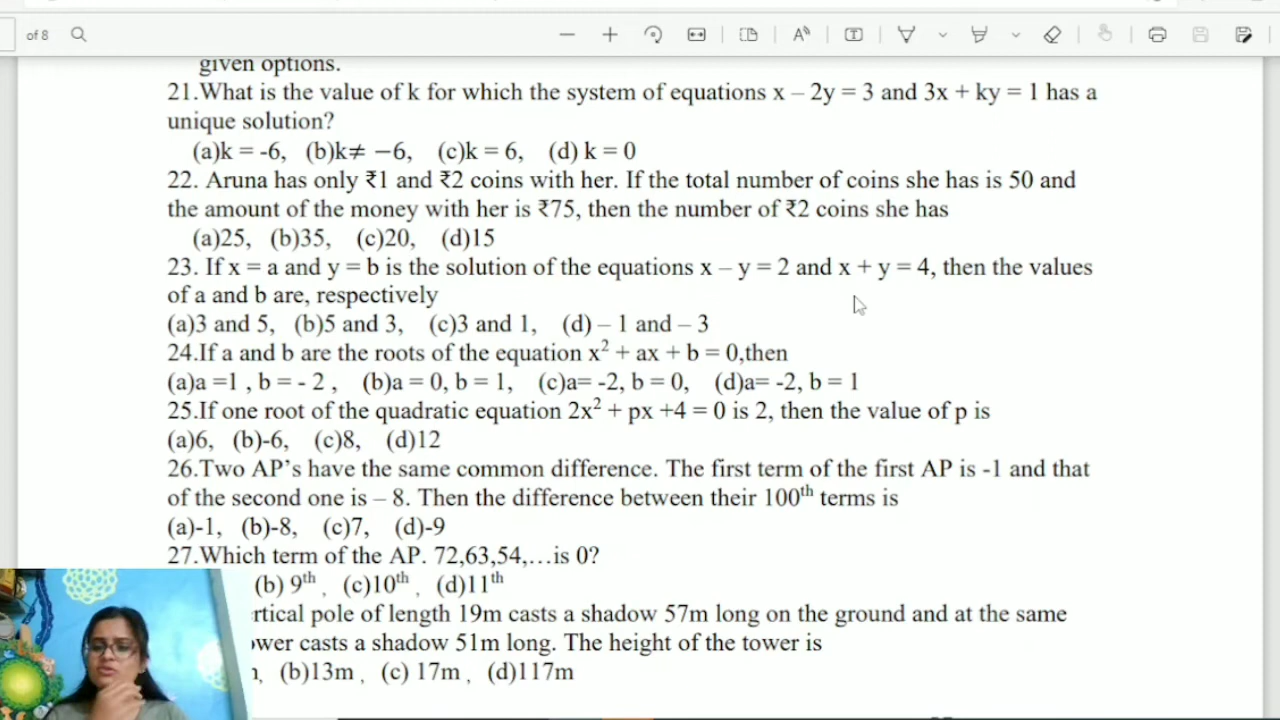 of 8
given options.
21.What is the value of k for which the system of equations x – 2y = 3 and 3x + ky = 1 has a
unique solution?
(a)k = -6, (b)k≠ −6, (c)k = 6, (d) k = 0
22. Aruna has only ₹1 and ₹2 coins with her. If the total number of coins she has is 50 and
the amount of the money with her is ₹75, then the number of ₹2 coins she has
(a)25, (b)35, (c)20, (d)15
23. If x = a and y = b is the solution of the equations x – y = 2 and x + y = 4, then the values
of a and b are, respectively
(a)3 and 5, (b)5 and 3, (c)3 and 1, (d) – 1 and – 3
24.If a and b are the roots of the equation x² + ax + b = 0,then
(a)a =1 , b = - 2 , (b)a = 0, b = 1, (c)a= -2, b = 0, (d)a= -2, b = 1
25.If one root of the quadratic equation 2x² + px +4 = 0 is 2, then the value of p is
(a)6, (b)-6, (c)8, (d)12
26.Two AP’s have the same common difference. The first term of the first AP is -1 and that
of the second one is – 8. Then the difference between their 100th terms is
(a)-1, (b)-8, (c)7, (d)-9
27.Which term of the AP. 72,63,54,…is 0?
(b) 9th , (c)10th , (d)11th
pole of length 19m casts a shadow 57m long on the ground and at the same
casts a shadow 51m long. The height of the tower is
(b)13m , (c) 17m , (d)117m